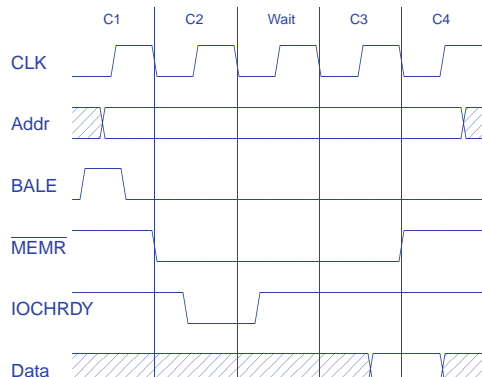 C1 C2 Wait C3 C4
CLK
Addr
BALE
MEMR
IOCHRDY
Data